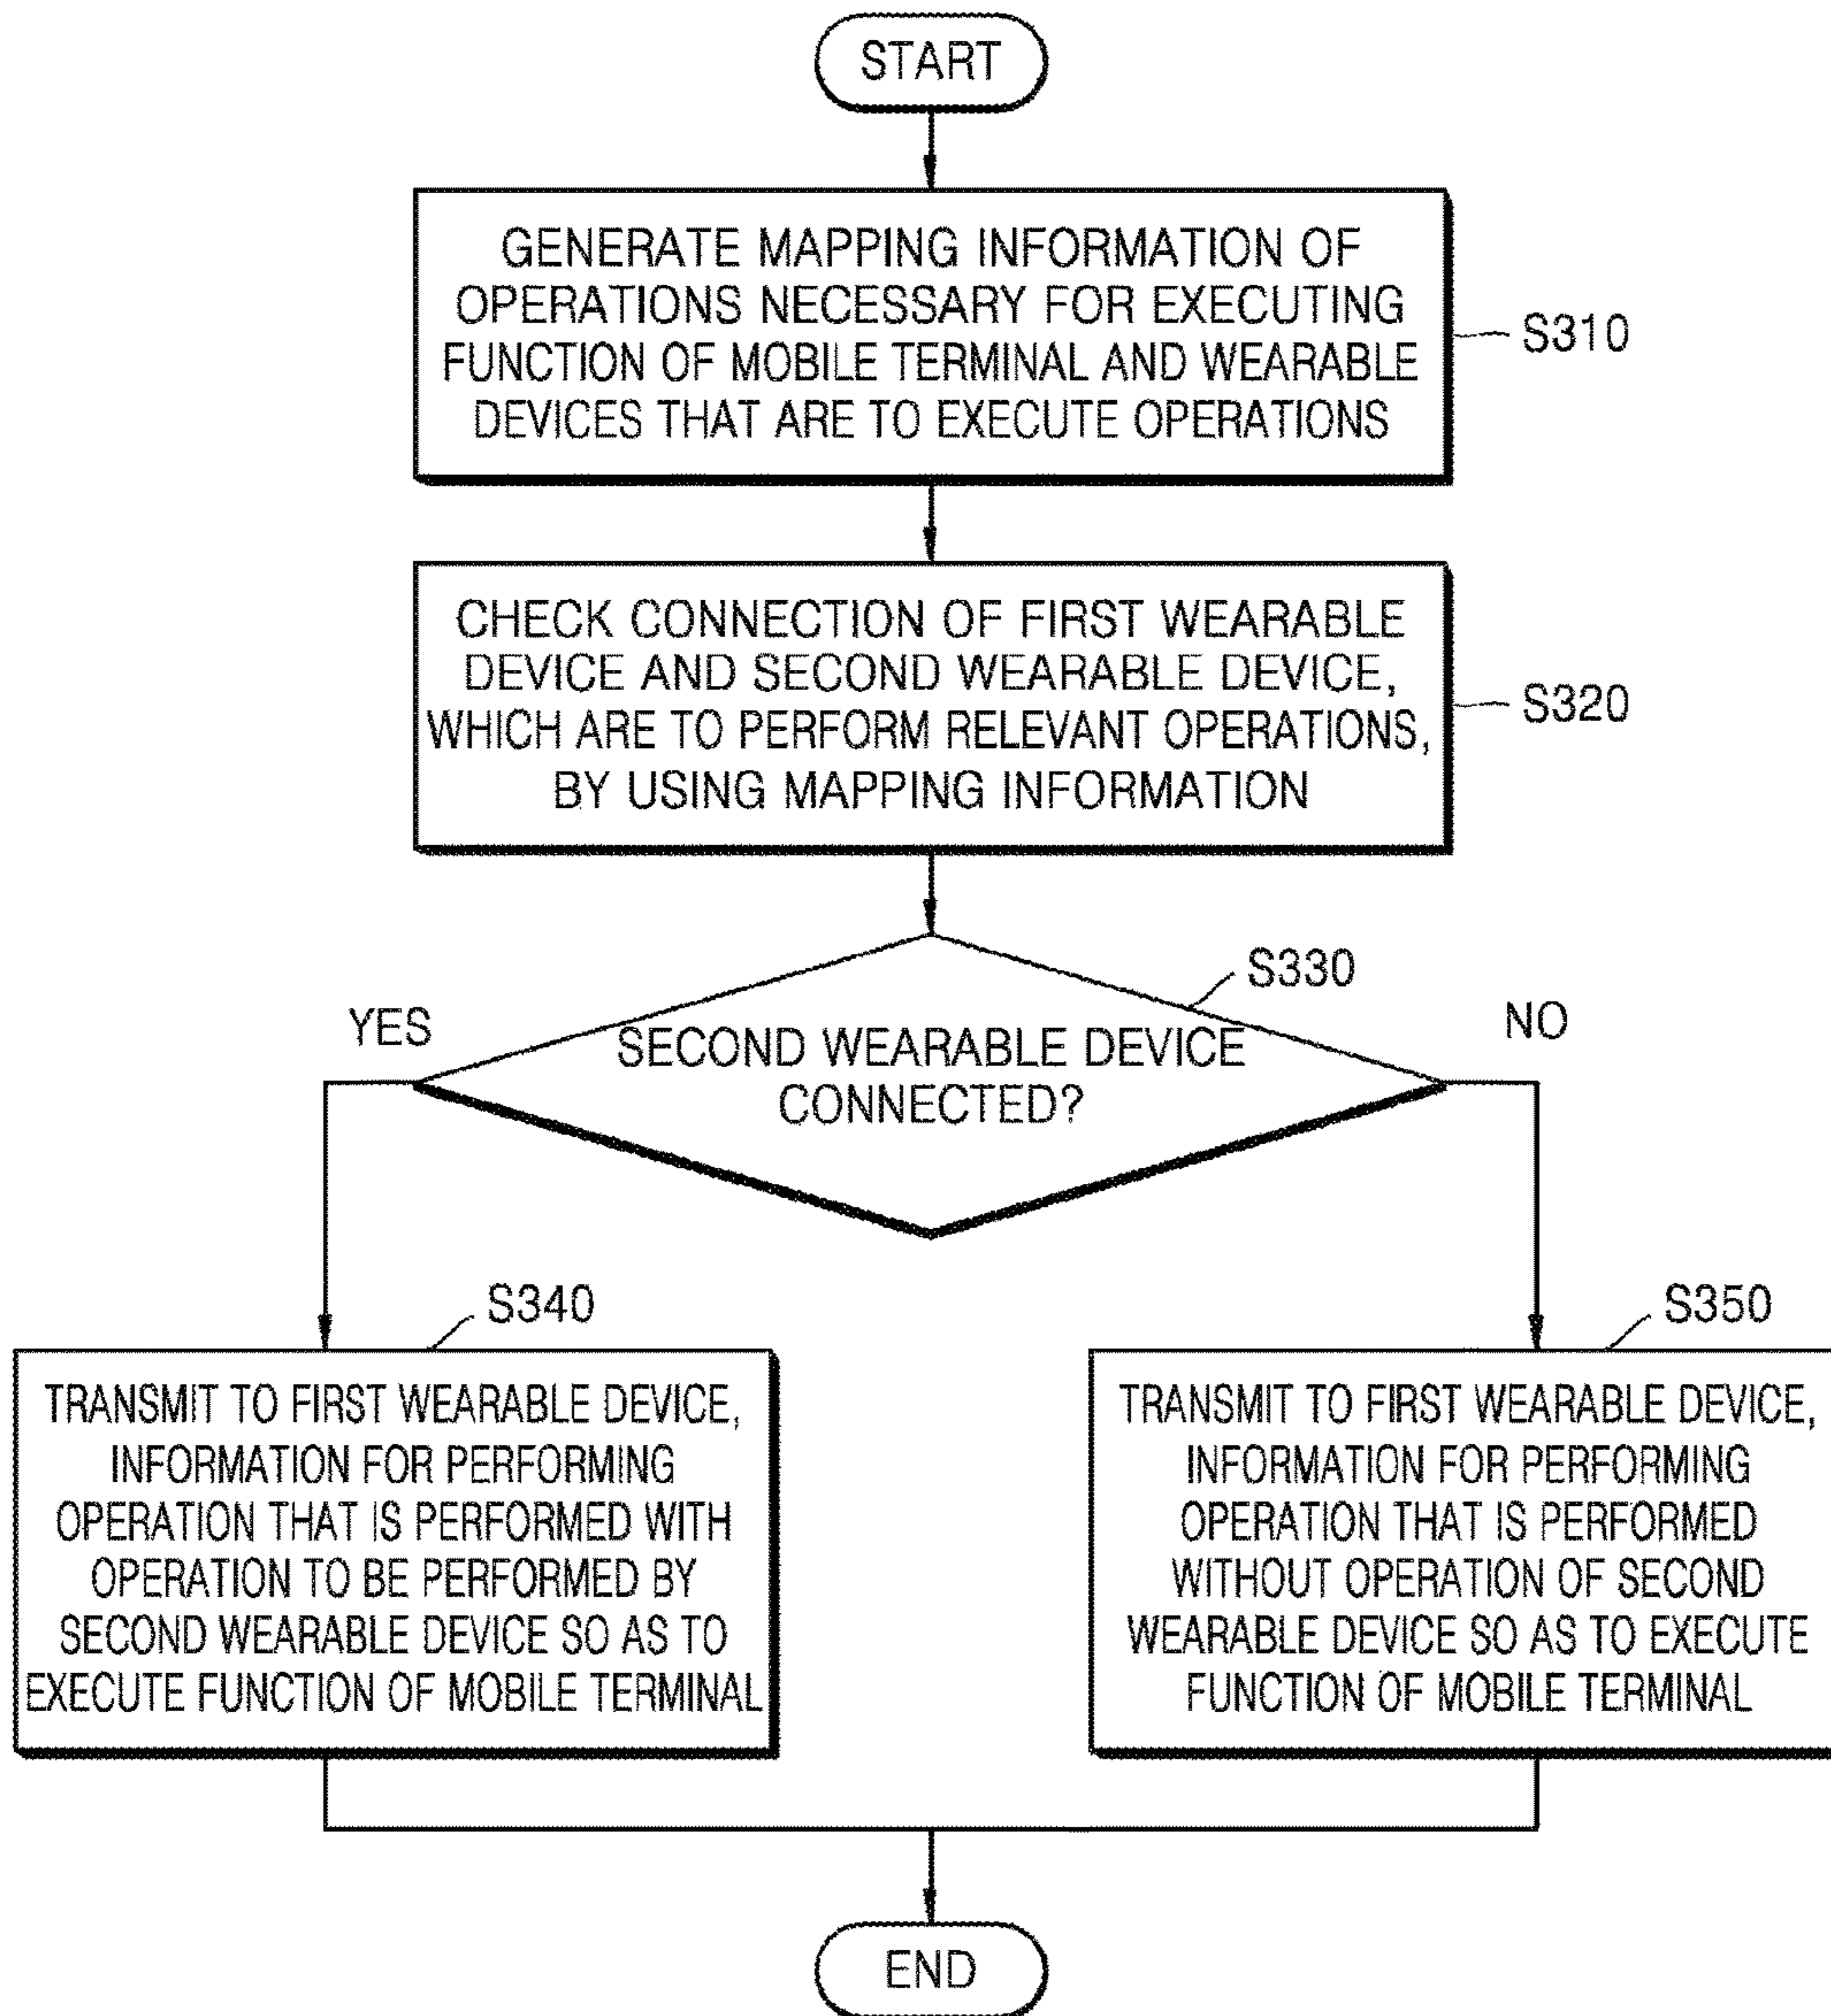 START
GENERATE MAPPING INFORMATION OF
OPERATIONS NECESSARY FOR EXECUTING
FUNCTION OF MOBILE TERMINAL AND WEARABLE
DEVICES THAT ARE TO EXECUTE OPERATIONS
S310
CHECK CONNECTION OF FIRST WEARABLE
DEVICE AND SECOND WEARABLE DEVICE,
WHICH ARE TO PERFORM RELEVANT OPERATIONS,
BY USING MAPPING INFORMATION
S320
S330
YES
NO
SECOND WEARABLE DEVICE
CONNECTED?
S340
TRANSMIT TO FIRST WEARABLE DEVICE,
INFORMATION FOR PERFORMING
OPERATION THAT IS PERFORMED WITH
OPERATION TO BE PERFORMED BY
SECOND WEARABLE DEVICE SO AS TO
EXECUTE FUNCTION OF MOBILE TERMINAL
S350
TRANSMIT TO FIRST WEARABLE DEVICE,
INFORMATION FOR PERFORMING
OPERATION THAT IS PERFORMED
WITHOUT OPERATION OF SECOND
WEARABLE DEVICE SO AS TO EXECUTE
FUNCTION OF MOBILE TERMINAL
END